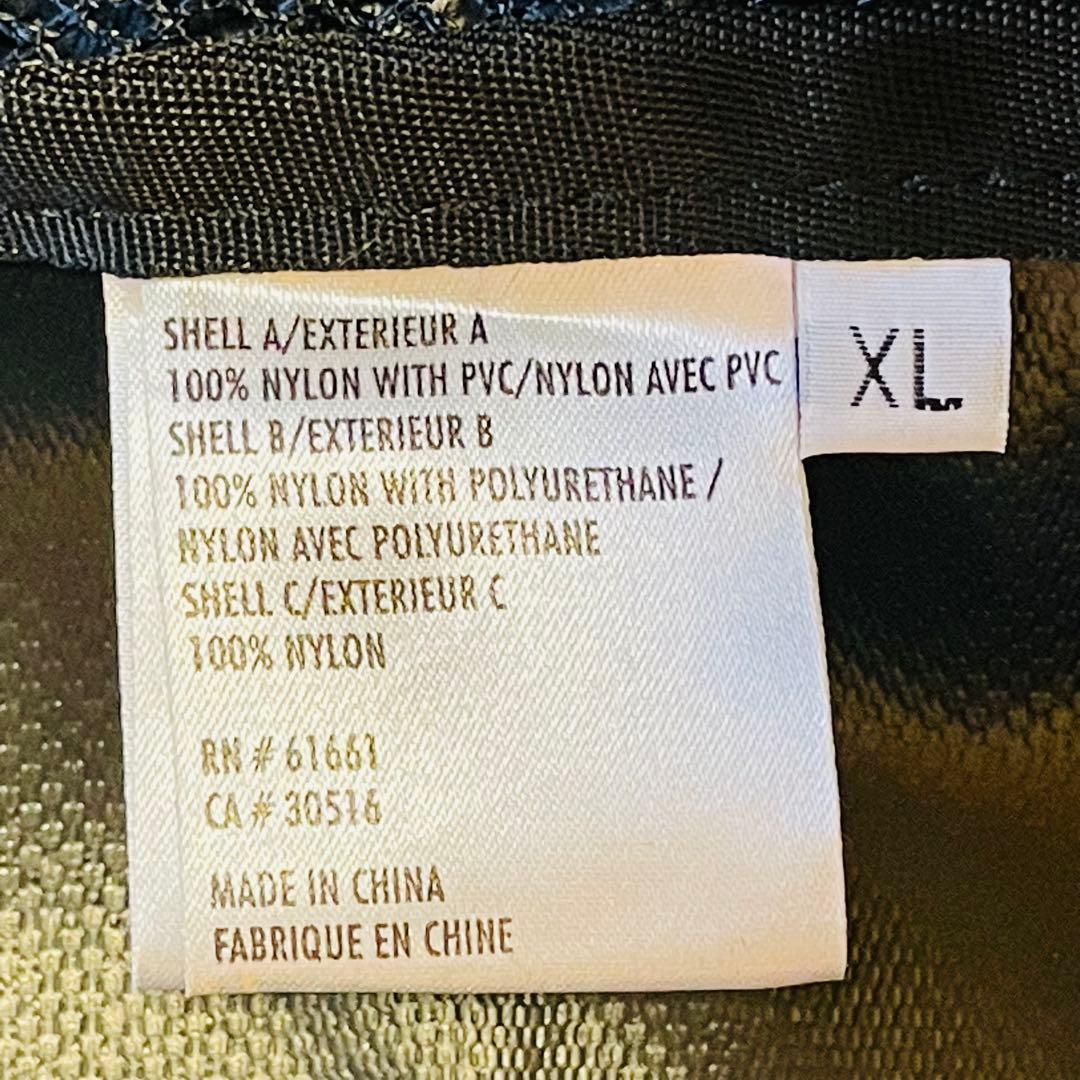 SHELL A/EXTERIEUR A
100% NYLON WITH PVC/NYLON AVEC PVC
SHELL B/EXTERIEUR B
100% NYLON WITH POLYURETHANE /
NYLON AVEC POLYURETHANE
SHELL C/EXTERIEUR C
100% NYLON
RN # 61661
CA # 30516
MADE IN CHINA
FABRIQUE EN CHINE
XL